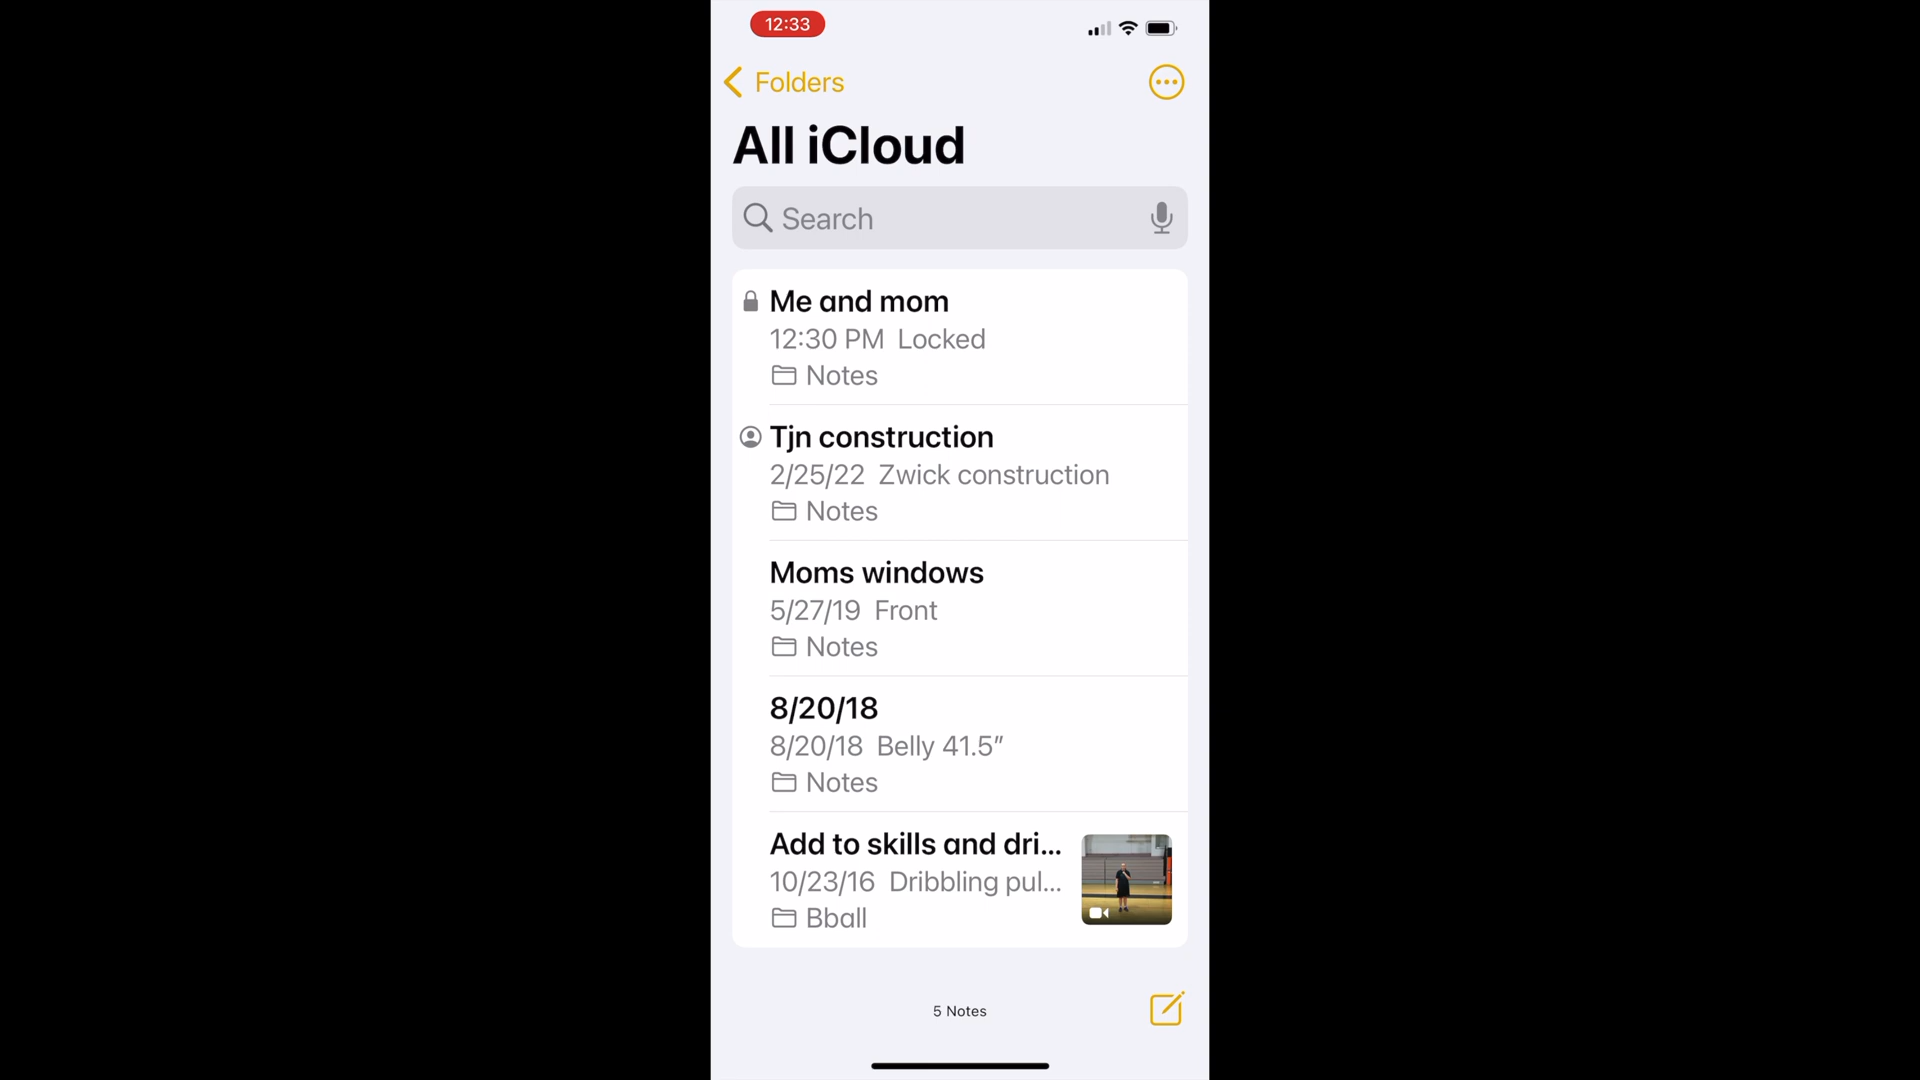 12:33
Folders
All iCloud
Search
Me and mom
12:30 PM Locked
Notes
Tjn construction
2/25/22 Zwick construction
Notes
Moms windows
5/27/19 Front
Notes
8/20/18
8/20/18 Belly 41.5”
Notes
Add to skills and dri...
10/23/16 Dribbling pul...
Bball
5 Notes